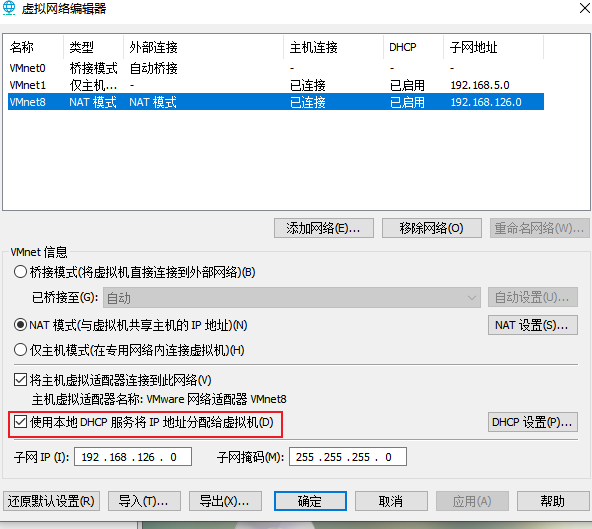 虚拟网络编辑器
名称 类型 外部连接 主机连接 DHCP 子网地址
VMnet0 桥接模式 自动桥接 - - -
VMnet1 仅主机... - 已连接 已启用 192.168.5.0
VMnet8 NAT 模式 NAT 模式 已连接 已启用 192.168.126.0
添加网络(E)... 移除网络(O) 重命名网络(W)...
VMnet 信息
桥接模式(将虚拟机直接连接到外部网络)(B)
已桥接至(G): 自动 自动设置(U)...
NAT 模式(与虚拟机共享主机的 IP 地址)(N) NAT 设置(S)...
仅主机模式(在专用网络内连接虚拟机)(H)
将主机虚拟适配器连接到此网络(V)
主机虚拟适配器名称: VMware 网络适配器 VMnet8
使用本地 DHCP 服务将 IP 地址分配给虚拟机(D) DHCP 设置(P)...
子网 IP (I): 192 .168 .126 . 0 子网掩码(M): 255 .255 .255 . 0
还原默认设置(R) 导入(T)... 导出(X)... 确定 取消 应用(A) 帮助